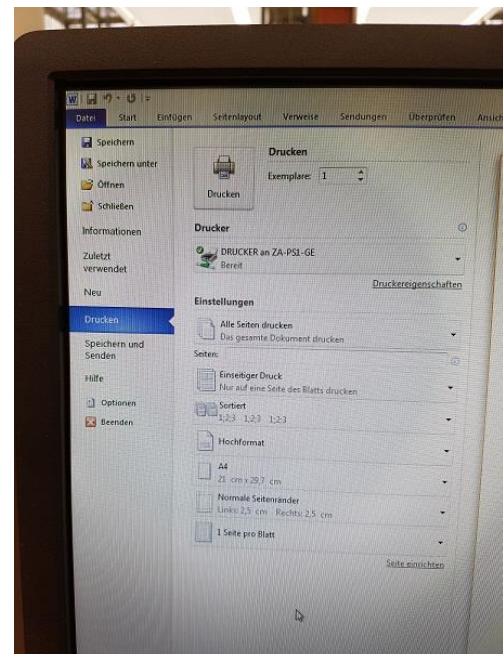 W
Datei Start Einfügen Seitenlayout Verweise Sendungen Überprüfen Ansich
Speichern
Speichern unter
Öffnen
Schließen
Informationen
Zuletzt
verwendet
Neu
Drucken
Speichern und
Senden
Hilfe
Optionen
Beenden
Drucken
Drucken
Exemplare: 1
Drucker
DRUCKER an ZA-PS1-GE
Bereit
Druckereigenschaften
Einstellungen
Alle Seiten drucken
Das gesamte Dokument drucken
Seiten:
Einseitiger Druck
Nur auf eine Seite des Blatts drucken
Sortiert
1;2;3 1;2;3 1;2;3
Hochformat
A4
21 cm x 29,7 cm
Normale Seitenränder
Links: 2,5 cm Rechts: 2,5 cm
1 Seite pro Blatt
Seite einrichten